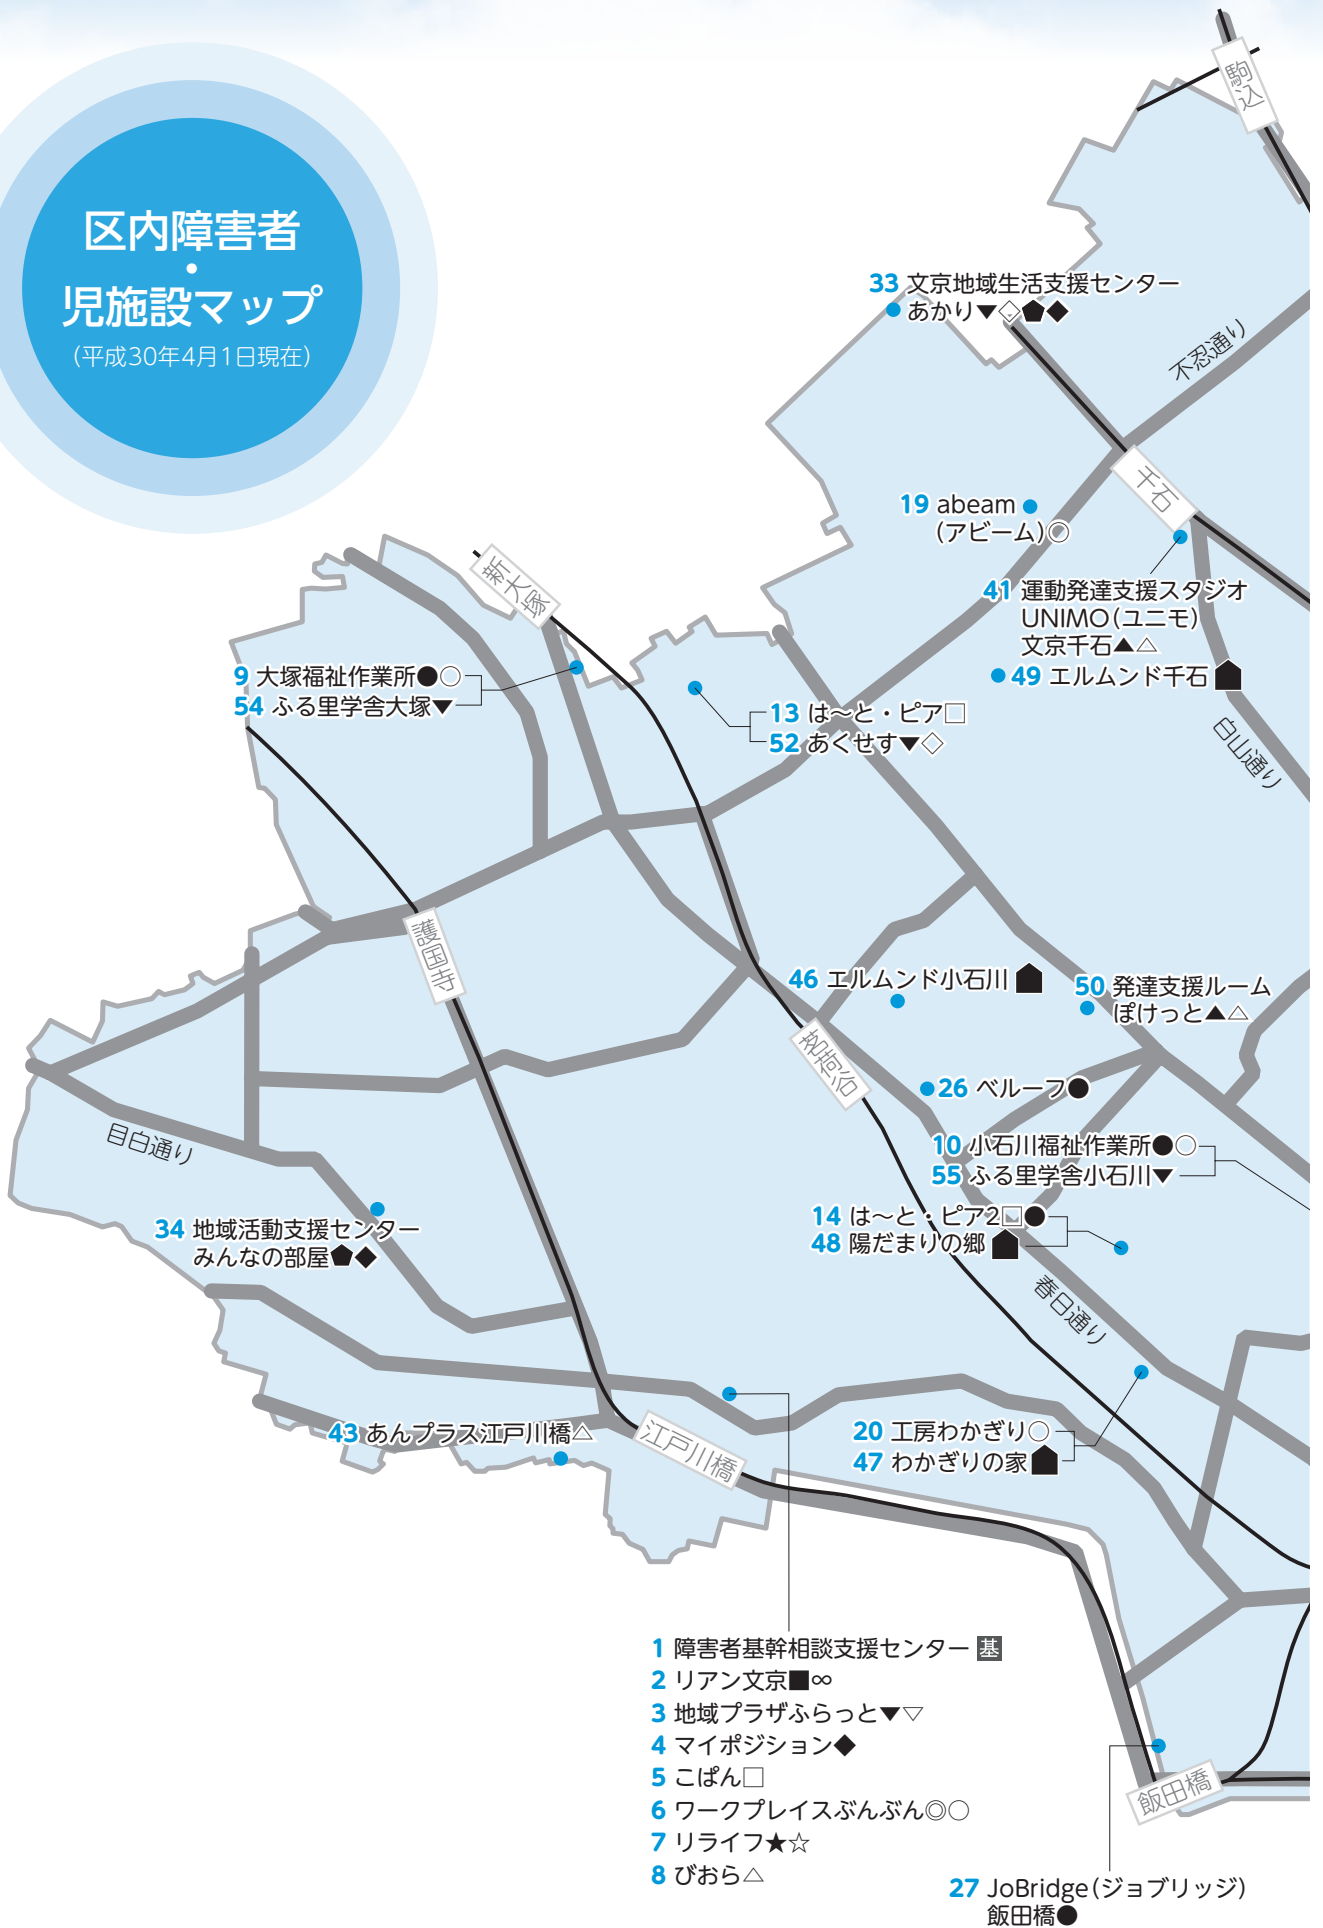 区内障害者
・
児施設マップ
(平成30年4月1日現在)
駒込
33 文京地域生活支援センター
あかり▼◇⬟◆
不忍通り
千石
19 abeam
(アビーム)◎
41 運動発達支援スタジオ
UNIMO(ユニモ)
文京千石▲△
49 エルムンド千石
白山通り
新大塚
9 大塚福祉作業所●○
54 ふる里学舎大塚▼
13 は〜と・ピア□
52 あくせす▼◇
護国寺
46 エルムンド小石川
50 発達支援ルーム
ぽけっと▲△
茗荷谷
26 ベルーフ●
目白通り
10 小石川福祉作業所●○
55 ふる里学舎小石川▼
14 は〜と・ピア2□●
48 陽だまりの郷
34 地域活動支援センター
みんなの部屋⬟◆
春日通り
43 あんプラス江戸川橋△
江戸川橋
20 工房わかぎり○
47 わかぎりの家
1 障害者基幹相談支援センター 基
2 リアン文京■∞
3 地域プラザふらっと▼▽
4 マイポジション◆
5 こぱん□
6 ワークプレイスぶんぶん◎○
7 リライフ★☆
8 びおら△
飯田橋
27 JoBridge(ジョブリッジ)
飯田橋●